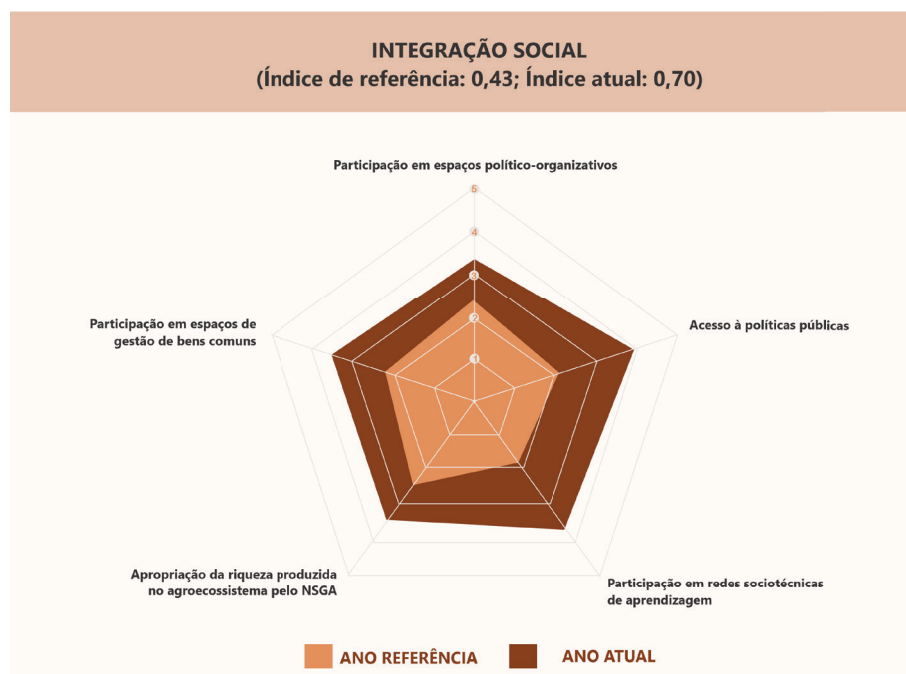 INTEGRAÇÃO SOCIAL
(Índice de referência: 0,43; Índice atual: 0,70)
Participação em espaços político-organizativos
5
4
3
2
1
Acesso à políticas públicas
Participação em espaços de
gestão de bens comuns
Apropriação da riqueza produzida
no agroecossistema pelo NSGA
Participação em redes sociotécnicas
de aprendizagem
ANO REFERÊNCIA
ANO ATUAL